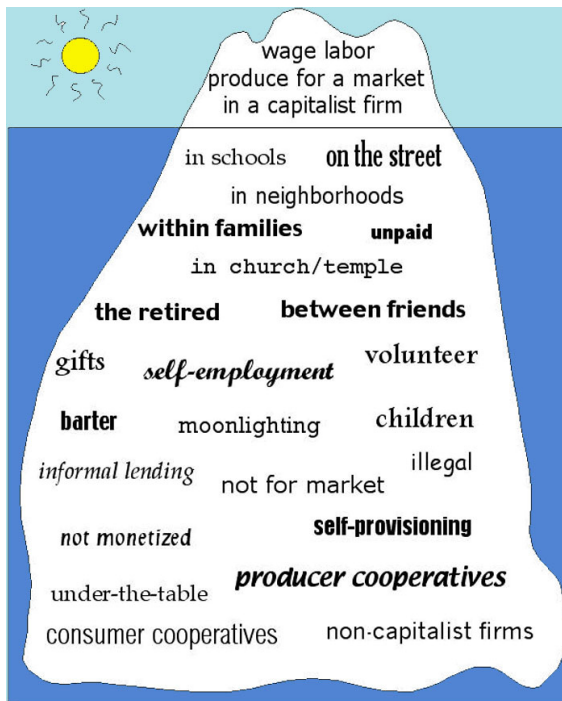 wage labor
produce for a market
in a capitalist firm
in schools on the street
in neighborhoods
within families unpaid
in church/temple
the retired between friends
gifts self-employment volunteer
barter moonlighting children
informal lending not for market illegal
not monetized self-provisioning
under-the-table producer cooperatives
consumer cooperatives non-capitalist firms